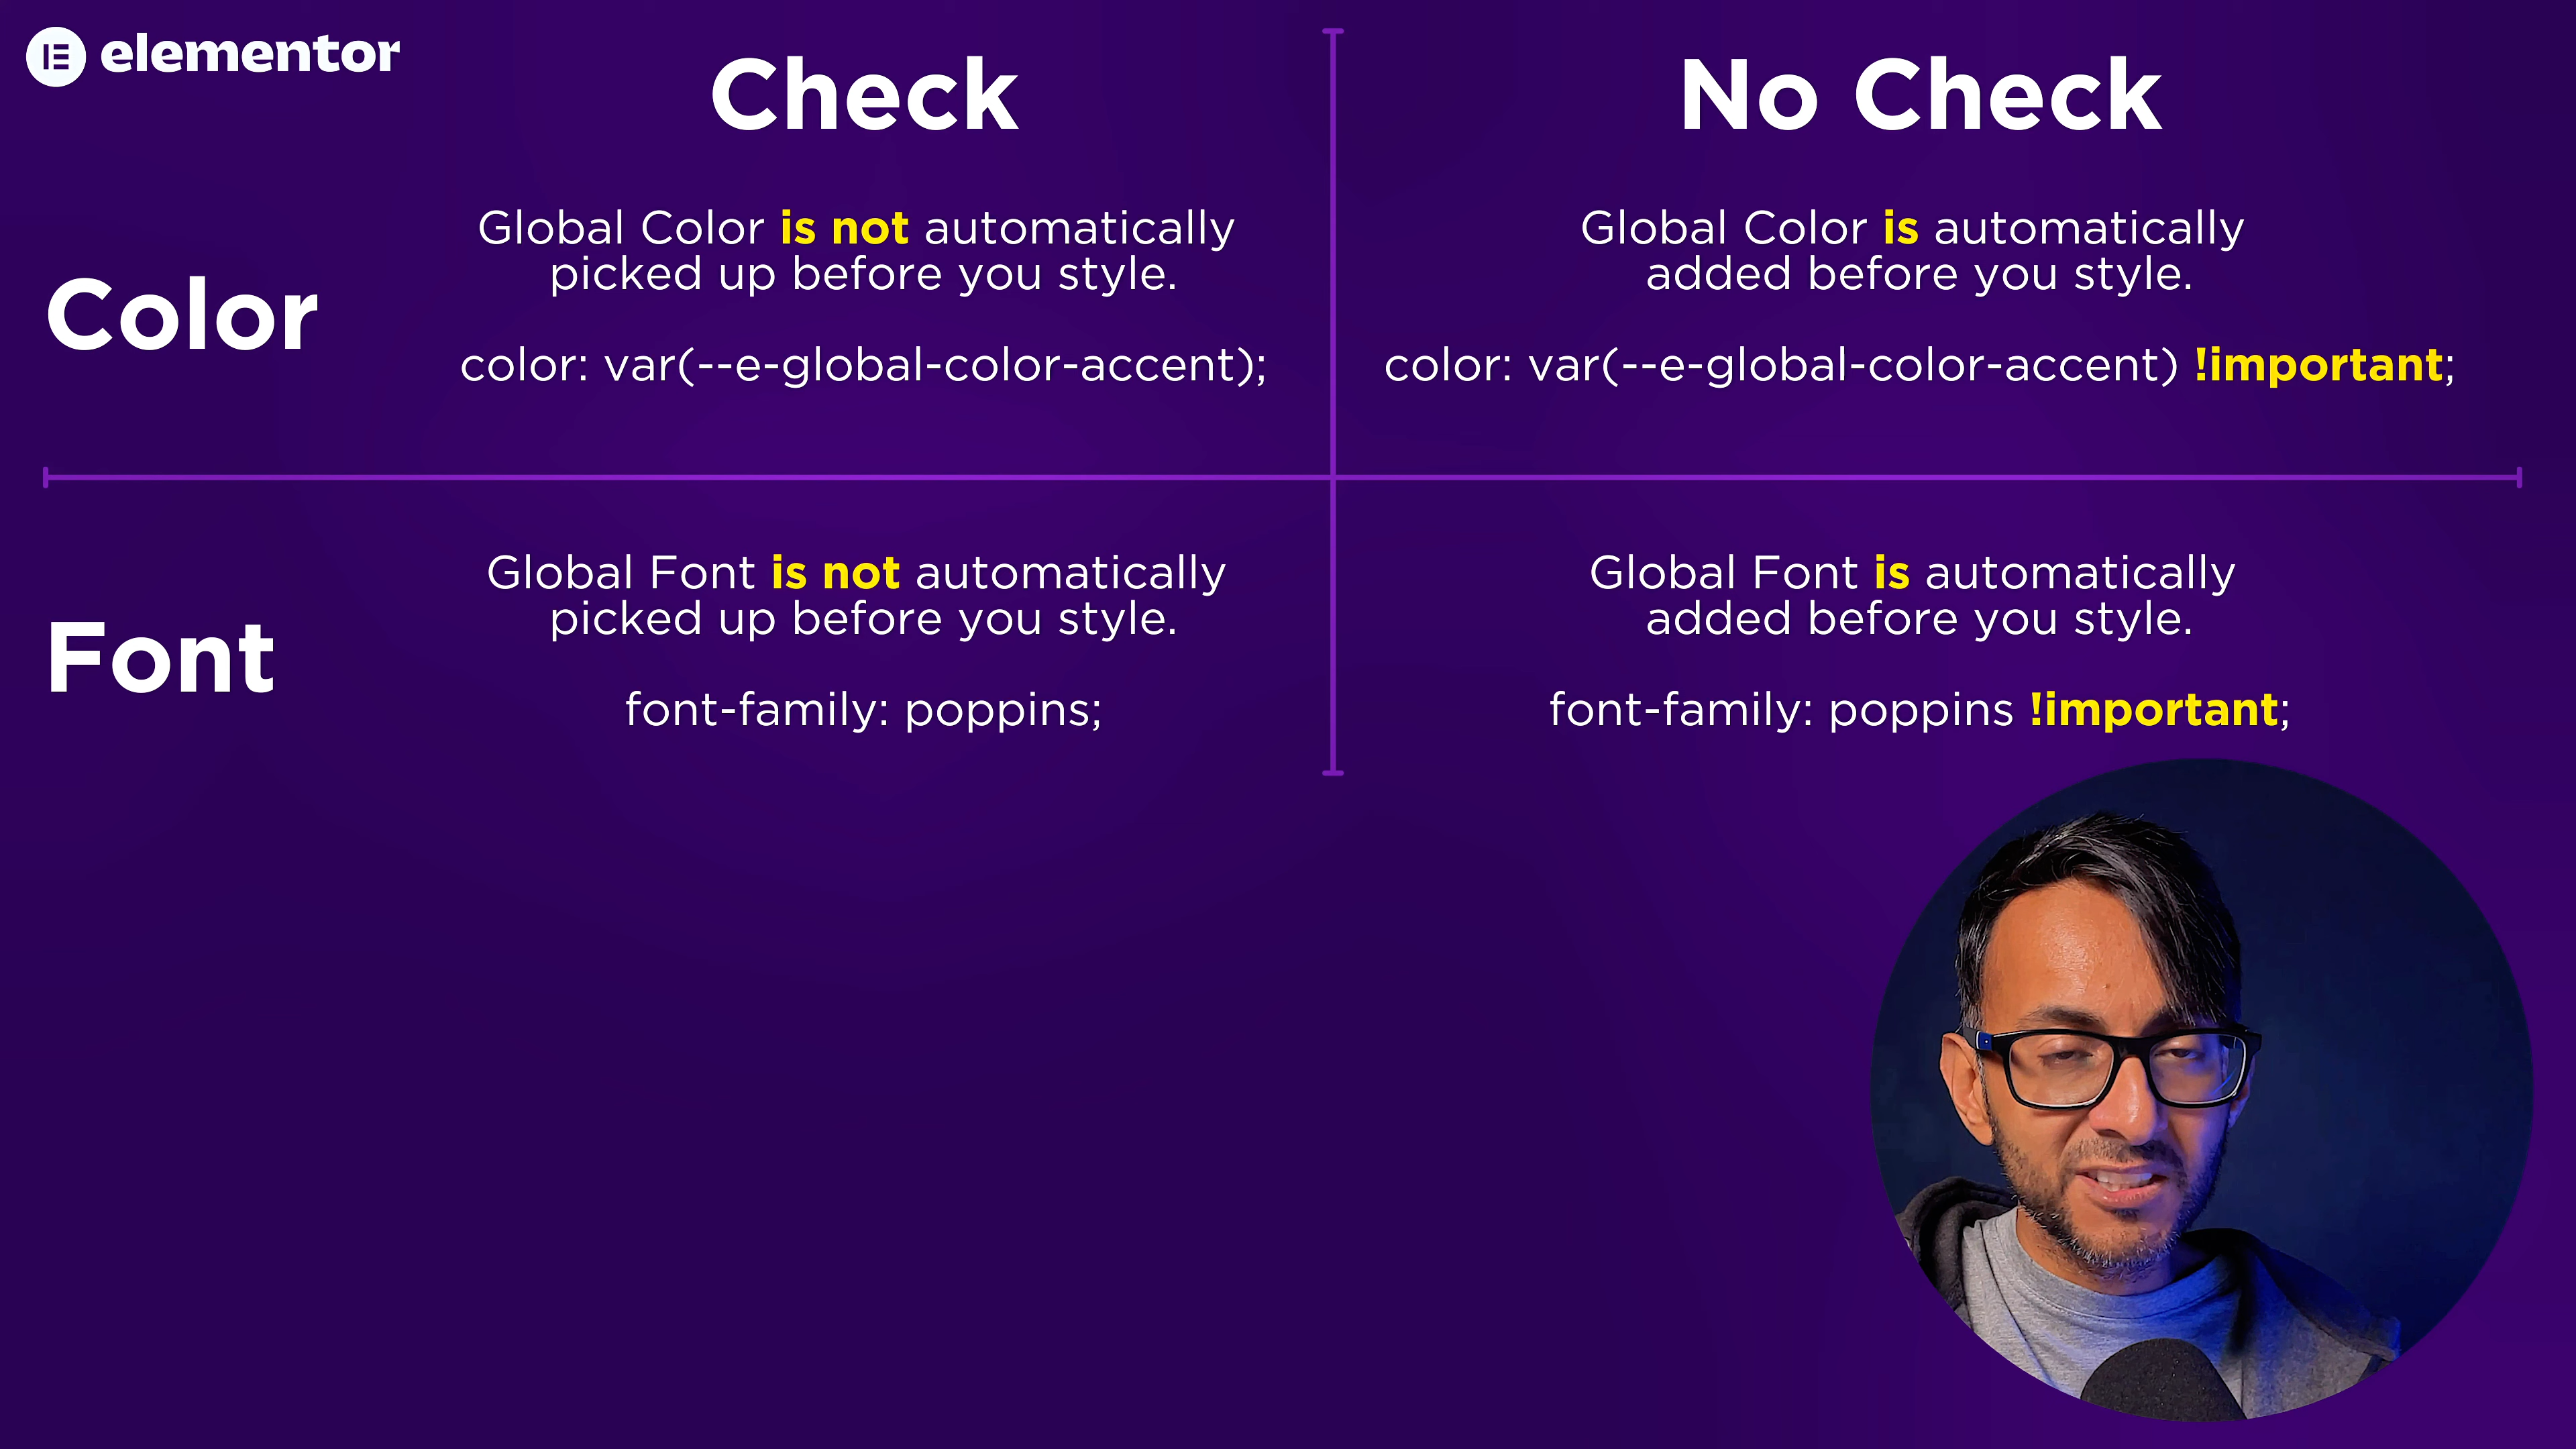 elementor
Check
No Check
Color
Global Color is not automatically
picked up before you style.
color: var(--e-global-color-accent);
Global Color is automatically
added before you style.
color: var(--e-global-color-accent) !important;
Font
Global Font is not automatically
picked up before you style.
font-family: poppins;
Global Font is automatically
added before you style.
font-family: poppins !important;